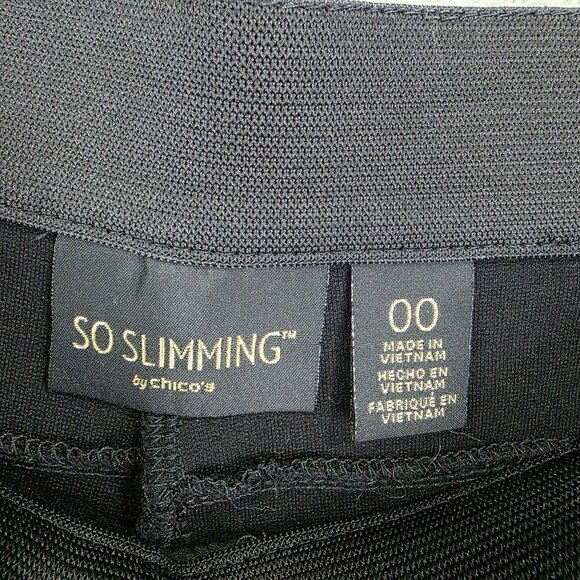 SO SLIMMING™
by chico's
00
MADE IN
VIETNAM
HECHO EN
VIETNAM
FABRIQUÉ EN
VIETNAM